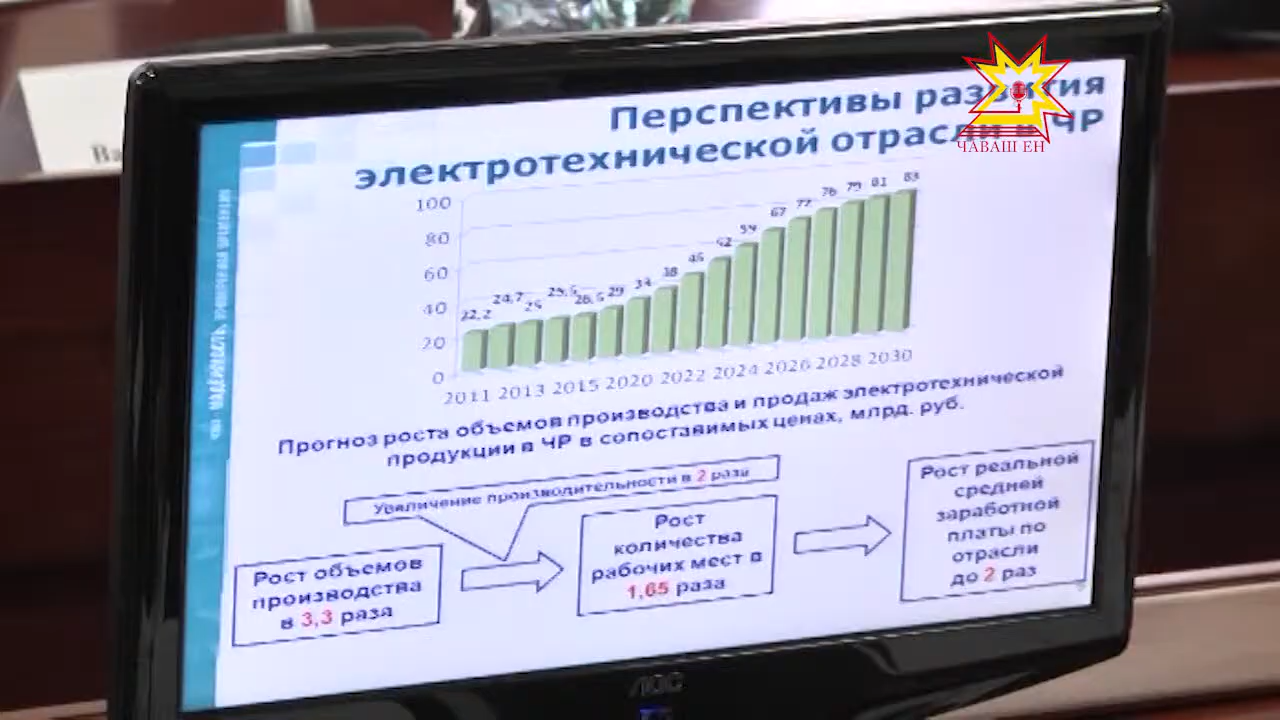 Перспективы развития
электротехнической отрасли в ЧР
ЧАВАШ ЕН
100
80
60
40
20
0
22,2 24,7 25 25,5 26,5 29 34 38 45 52 59 67 72 76 79 81 83
2011 2013 2015 2020 2022 2024 2026 2028 2030
Прогноз роста объемов производства и продаж электротехнической
продукции в ЧР в сопоставимых ценах, млрд. руб.
Увеличение производительности в 2 раза
Рост объемов
производства
в 3,3 раза
Рост
количества
рабочих мест в
1,65 раза
Рост реальной
средней
заработной
платы по
отрасли
до 2 раз
AOC